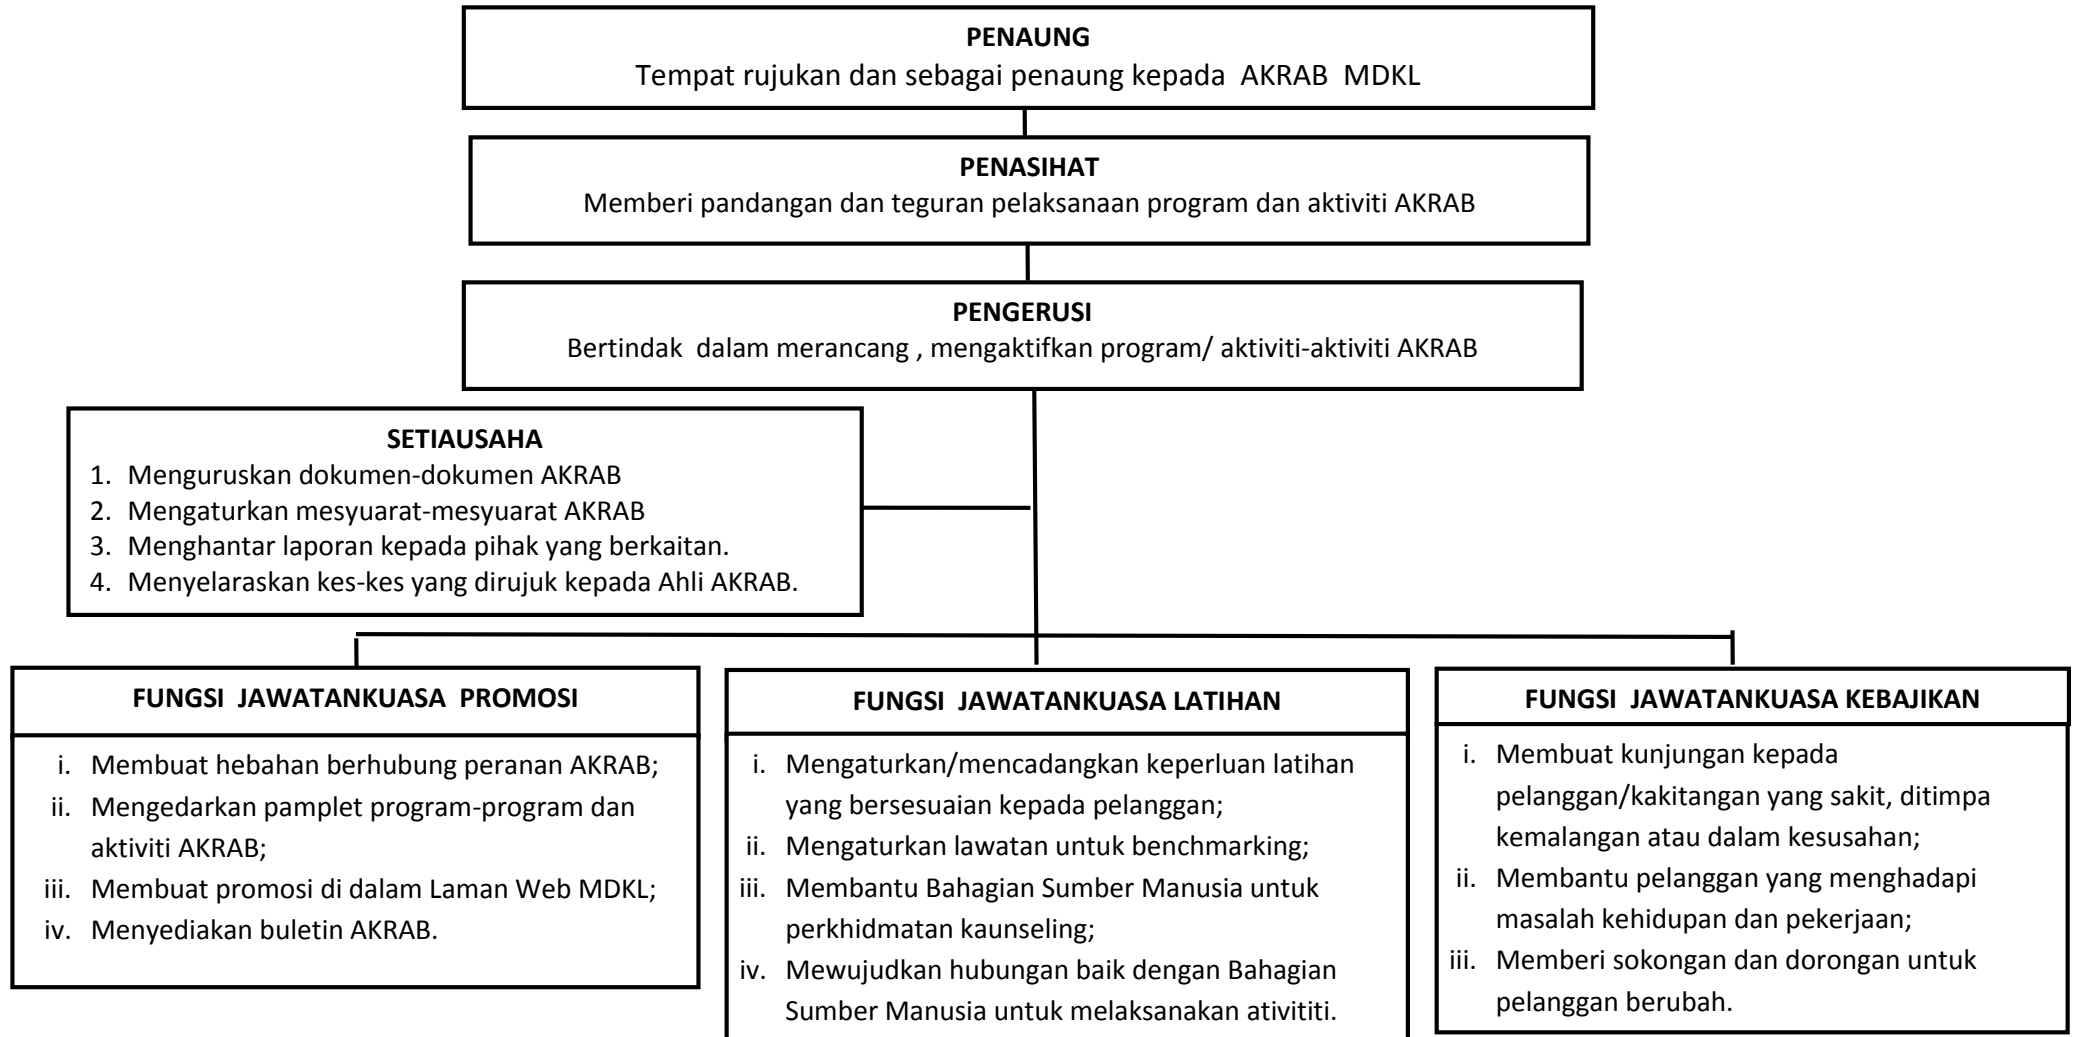 PENAUNG
Tempat rujukan dan sebagai penaung kepada AKRAB MDKL
PENASIHAT
Memberi pandangan dan teguran pelaksanaan program dan aktiviti AKRAB
PENGERUSI
Bertindak dalam merancang , mengaktifkan program/ aktiviti-aktiviti AKRAB
SETIAUSAHA
1. Menguruskan dokumen-dokumen AKRAB
2. Mengaturkan mesyuarat-mesyuarat AKRAB
3. Menghantar laporan kepada pihak yang berkaitan.
4. Menyelaraskan kes-kes yang dirujuk kepada Ahli AKRAB.
FUNGSI JAWATANKUASA PROMOSI
i. Membuat hebahan berhubung peranan AKRAB;
ii. Mengedarkan pamplet program-program dan
aktiviti AKRAB;
iii. Membuat promosi di dalam Laman Web MDKL;
iv. Menyediakan buletin AKRAB.
FUNGSI JAWATANKUASA LATIHAN
i. Mengaturkan/mencadangkan keperluan latihan
yang bersesuaian kepada pelanggan;
ii. Mengaturkan lawatan untuk benchmarking;
iii. Membantu Bahagian Sumber Manusia untuk
perkhidmatan kaunseling;
iv. Mewujudkan hubungan baik dengan Bahagian
Sumber Manusia untuk melaksanakan ativititi.
FUNGSI JAWATANKUASA KEBAJIKAN
i. Membuat kunjungan kepada
pelanggan/kakitangan yang sakit, ditimpa
kemalangan atau dalam kesusahan;
ii. Membantu pelanggan yang menghadapi
masalah kehidupan dan pekerjaan;
iii. Memberi sokongan dan dorongan untuk
pelanggan berubah.